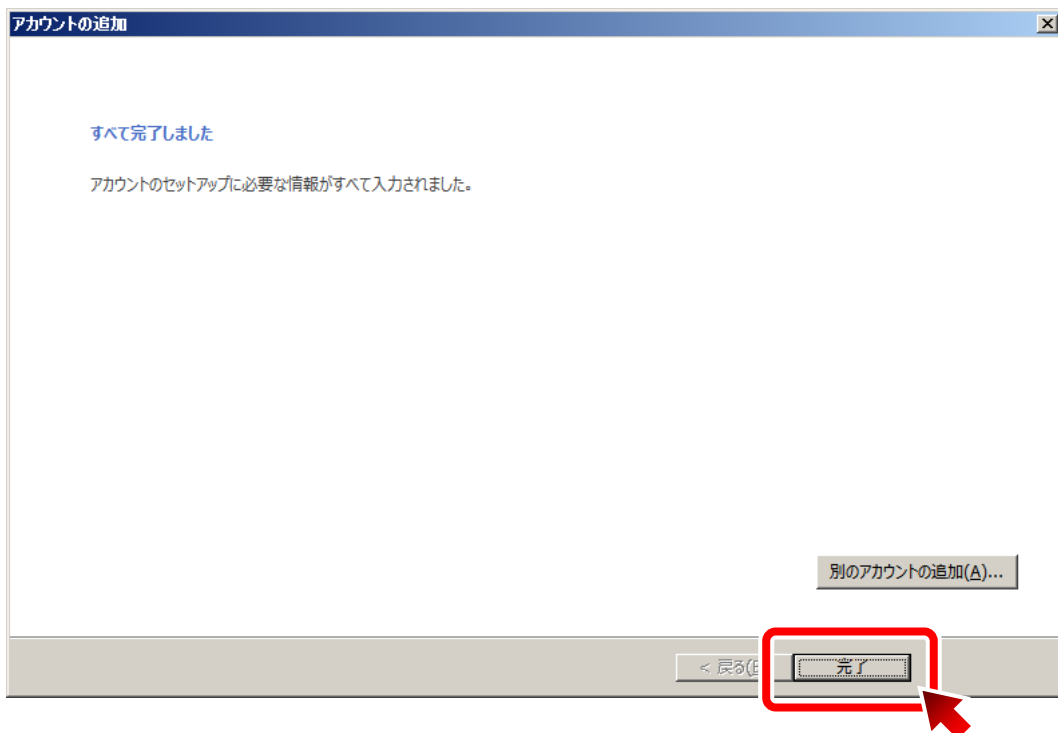 アカウントの追加
すべて完了しました
アカウントのセットアップに必要な情報がすべて入力されました。
別のアカウントの追加(A)...
< 戻る(
完了